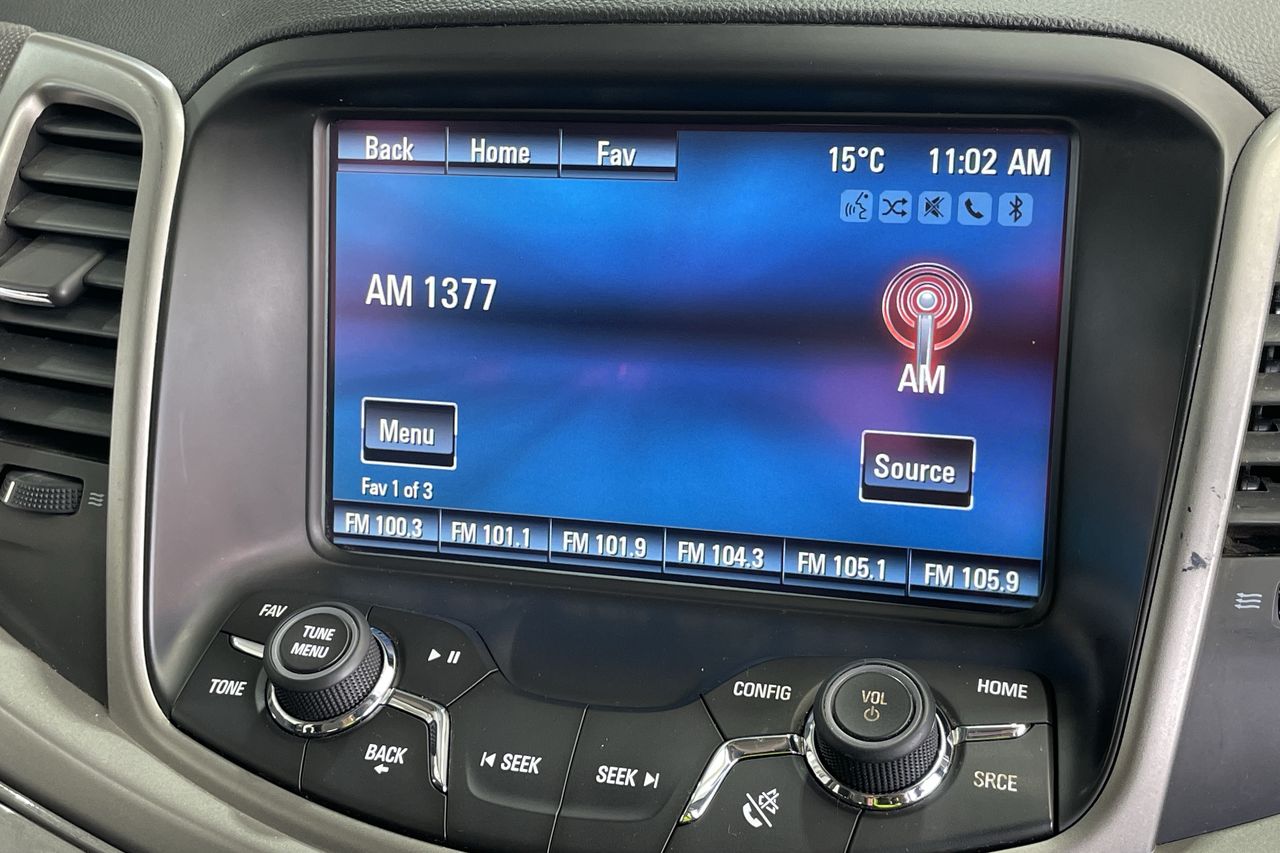 Back Home Fav 15°C 11:02 AM
AM 1377
AM
Menu
Source
Fav 1 of 3
FM 100.3 FM 101.1 FM 101.9 FM 104.3 FM 105.1 FM 105.9
FAV
TUNE
MENU
TONE
BACK
SEEK
SEEK
CONFIG
VOL
HOME
SRCE